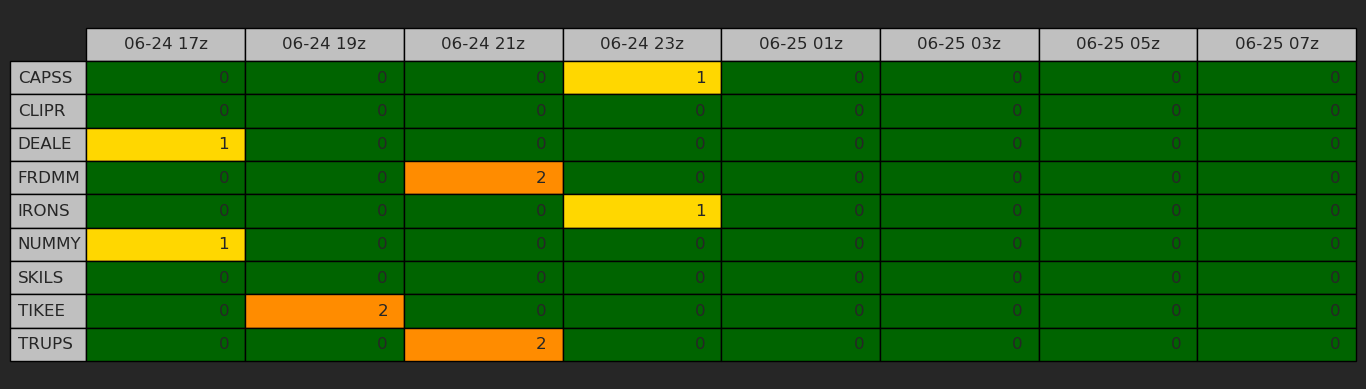 06-24 17z 06-24 19z 06-24 21z 06-24 23z 06-25 01z 06-25 03z 06-25 05z 06-25 07z
CAPSS 0 0 0 1 0 0 0 0
CLIPR 0 0 0 0 0 0 0 0
DEALE 1 0 0 0 0 0 0 0
FRDMM 0 0 2 0 0 0 0 0
IRONS 0 0 0 1 0 0 0 0
NUMMY 1 0 0 0 0 0 0 0
SKILS 0 0 0 0 0 0 0 0
TIKEE 0 2 0 0 0 0 0 0
TRUPS 0 0 2 0 0 0 0 0